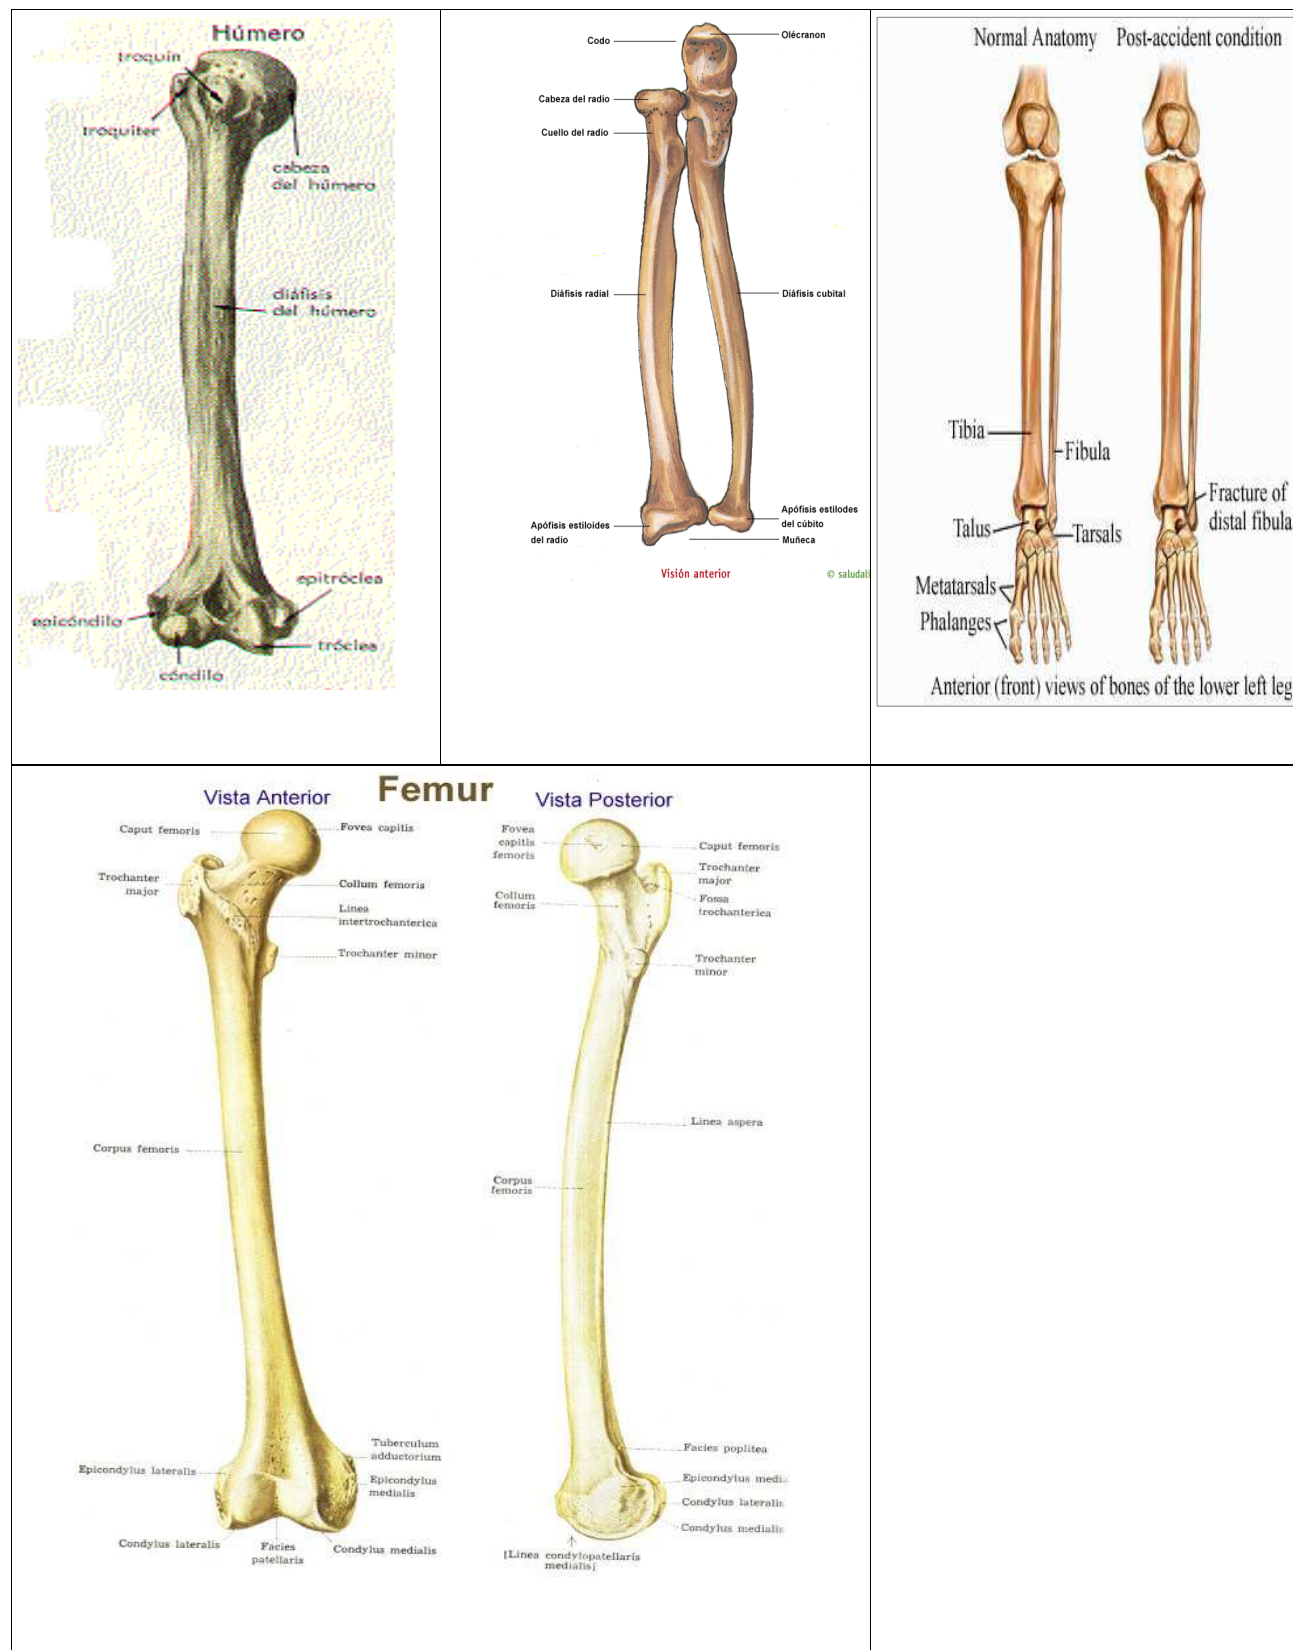 Húmero
troquín
troquiter
cabeza
del húmero
diáfisis
del húmero
epitróclea
epicóndilo
tróclea
cóndilo
Codo
Olécranon
Cabeza del radio
Cuello del radio
Diáfisis radial
Diáfisis cubital
Apófisis estiloides
del radio
Apófisis estilodes
del cúbito
Muñeca
Visión anterior
© saludali
Normal Anatomy
Post-accident condition
Tibia
Fibula
Talus
Tarsals
Metatarsals
Phalanges
Fracture of
distal fibula
Anterior (front) views of bones of the lower left leg
Femur
Vista Anterior
Caput femoris
Fovea capitis
Trochanter
major
Collum femoris
Linea
intertrochanterica
Trochanter minor
Corpus femoris
Tuberculum
adductorium
Epicondylus lateralis
Epicondylus
medialis
Condylus lateralis
Facies
patellaris
Condylus medialis
Vista Posterior
Fovea
capitis
femoris
Caput femoris
Trochanter
major
Collum
femoris
Fossa
trochanterica
Trochanter
minor
Linea aspera
Corpus
femoris
Facies poplitea
Epicondylus media
Condylus lateralis
Condylus medialis
[Linea condylopatellaris
medialis]